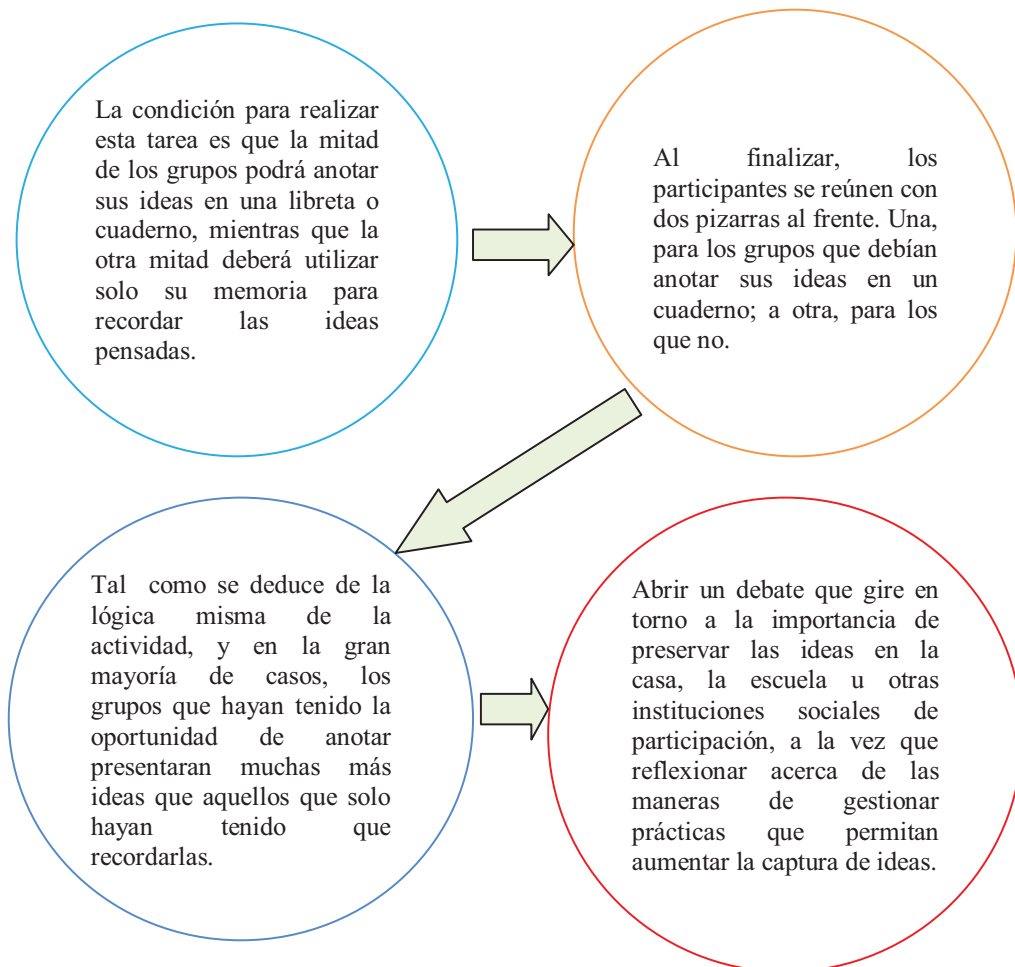 La condición para realizar
esta tarea es que la mitad
de los grupos podrá anotar
sus ideas en una libreta o
cuaderno, mientras que la
otra mitad deberá utilizar
solo su memoria para
recordar las ideas
pensadas.
Al finalizar, los
participantes se reúnen con
dos pizarras al frente. Una,
para los grupos que debían
anotar sus ideas en un
cuaderno; a otra, para los
que no.
Tal como se deduce de la
lógica misma de la
actividad, y en la gran
mayoría de casos, los
grupos que hayan tenido la
oportunidad de anotar
presentaran muchas más
ideas que aquellos que solo
hayan tenido que
recordarlas.
Abrir un debate que gire en
torno a la importancia de
preservar las ideas en la
casa, la escuela u otras
instituciones sociales de
participación, a la vez que
reflexionar acerca de las
maneras de gestionar
prácticas que permitan
aumentar la captura de ideas.